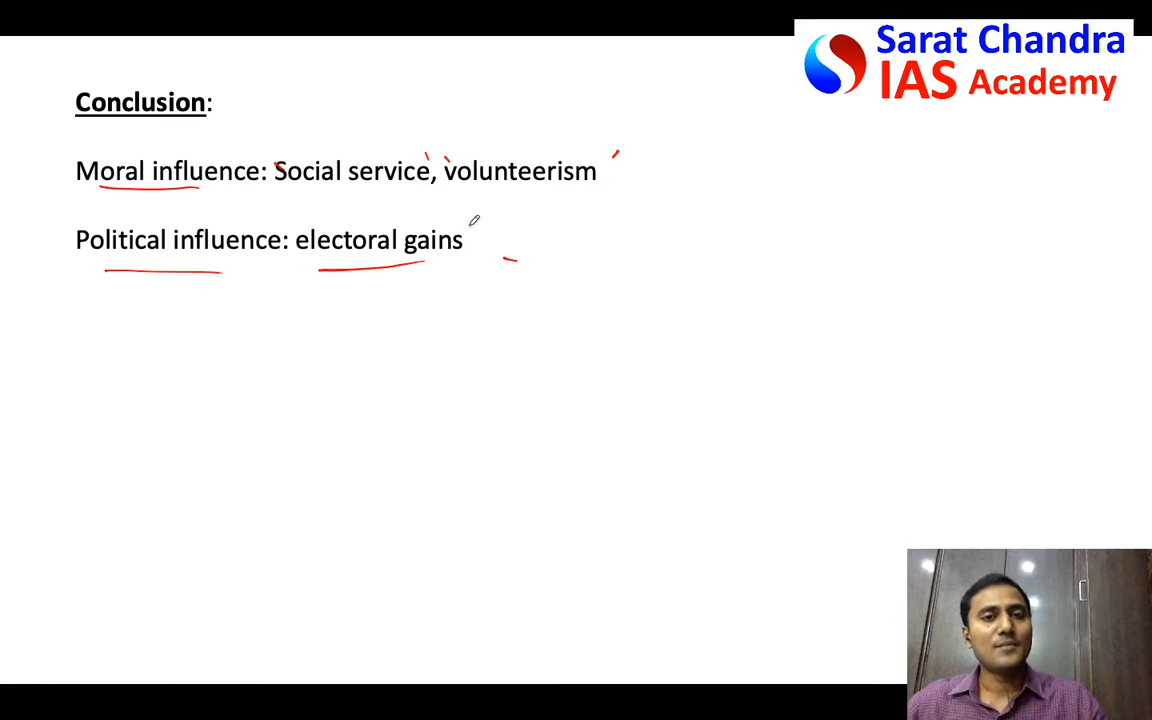 Sarat Chandra
IAS Academy
Conclusion:
Moral influence: Social service, volunteerism
Political influence: electoral gains